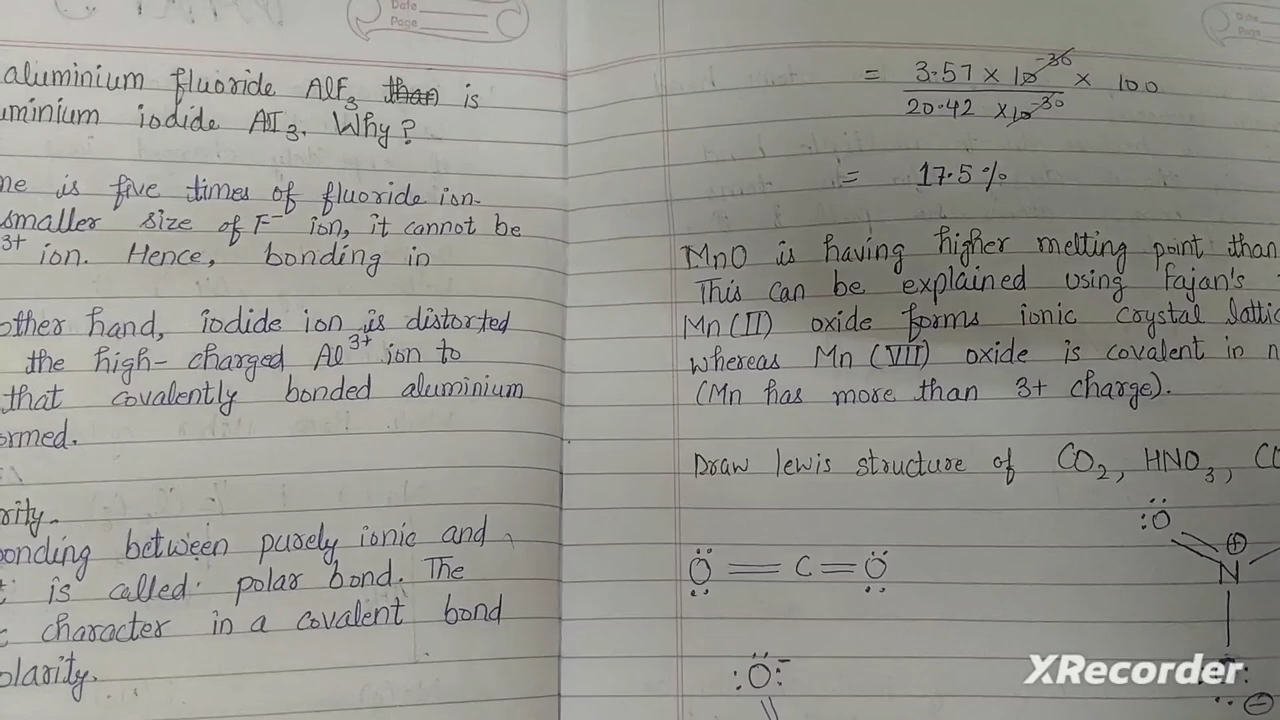 Date
Page
aluminium fluoride AlF3 than is
uminium iodide AlI3. Why?
ne is five times of fluoride ion.
smaller size of F- ion, it cannot be
3+ ion. Hence, bonding in
other hand, iodide ion is distorted
the high-charged Al3+ ion to
that covalently bonded aluminium
ormed.
rity.
onding between purely ionic and
is called polar bond. The
character in a covalent bond
olarity.
Date
Page
= 3.57 × 10-30 × 100
20.42 × 10-30
= 17.5%
MnO is having higher melting point than
This can be explained using Fajan's
Mn(II) oxide forms ionic crystal lattic
whereas Mn (VII) oxide is covalent in n
(Mn has more than 3+ charge).
Draw lewis structure of CO2, HNO3, CO
O = C = O
:O
⊕
N
:O:-
⊖
XRecorder